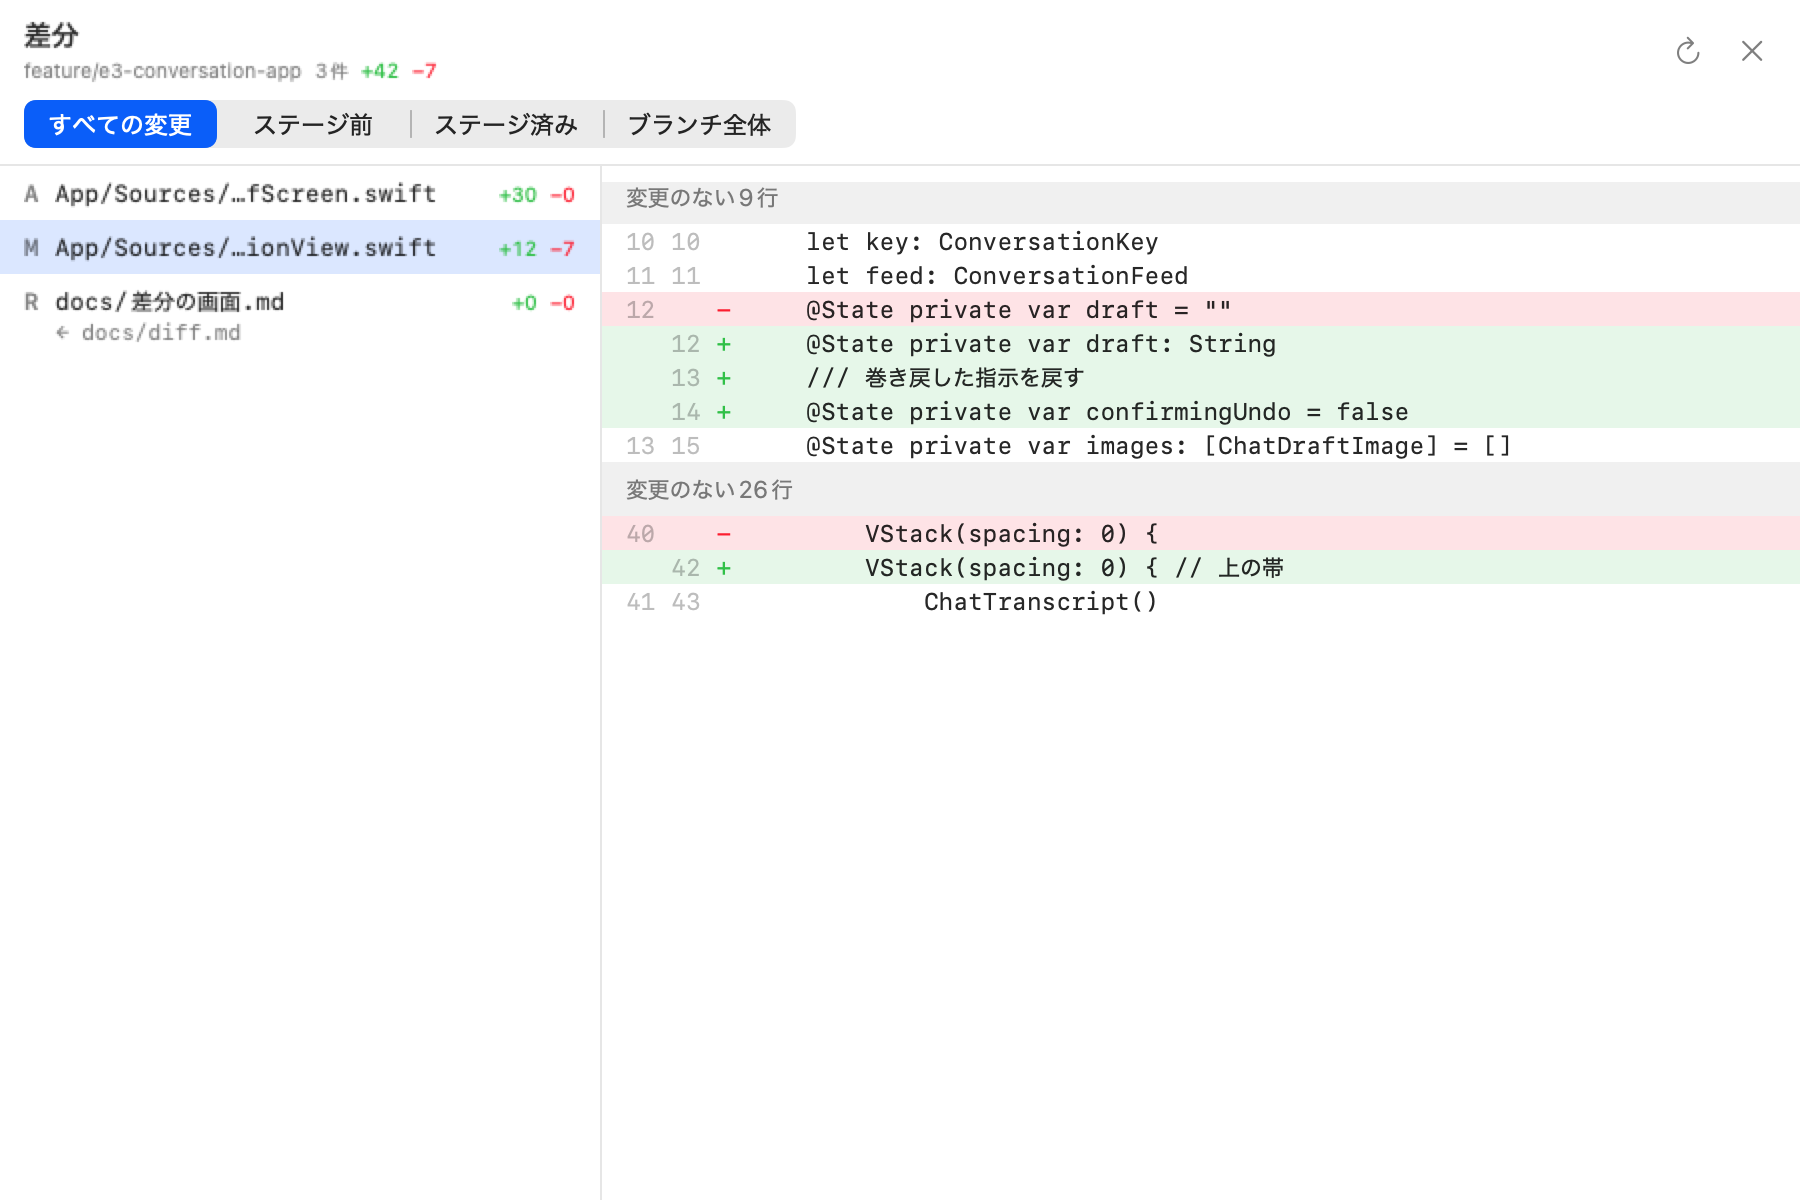 差分
feature/e3-conversation-app 3件 +42 −7
すべての変更 ステージ前 ステージ済み ブランチ全体
A App/Sources/…fScreen.swift +30 −0
M App/Sources/…ionView.swift +12 −7
R docs/差分の画面.md +0 −0
← docs/diff.md
変更のない9行
10 10 let key: ConversationKey
11 11 let feed: ConversationFeed
12 − @State private var draft = ""
12 + @State private var draft: String
13 + /// 巻き戻した指示を戻す
14 + @State private var confirmingUndo = false
13 15 @State private var images: [ChatDraftImage] = []
変更のない26行
40 − VStack(spacing: 0) {
42 + VStack(spacing: 0) { // 上の帯
41 43 ChatTranscript()